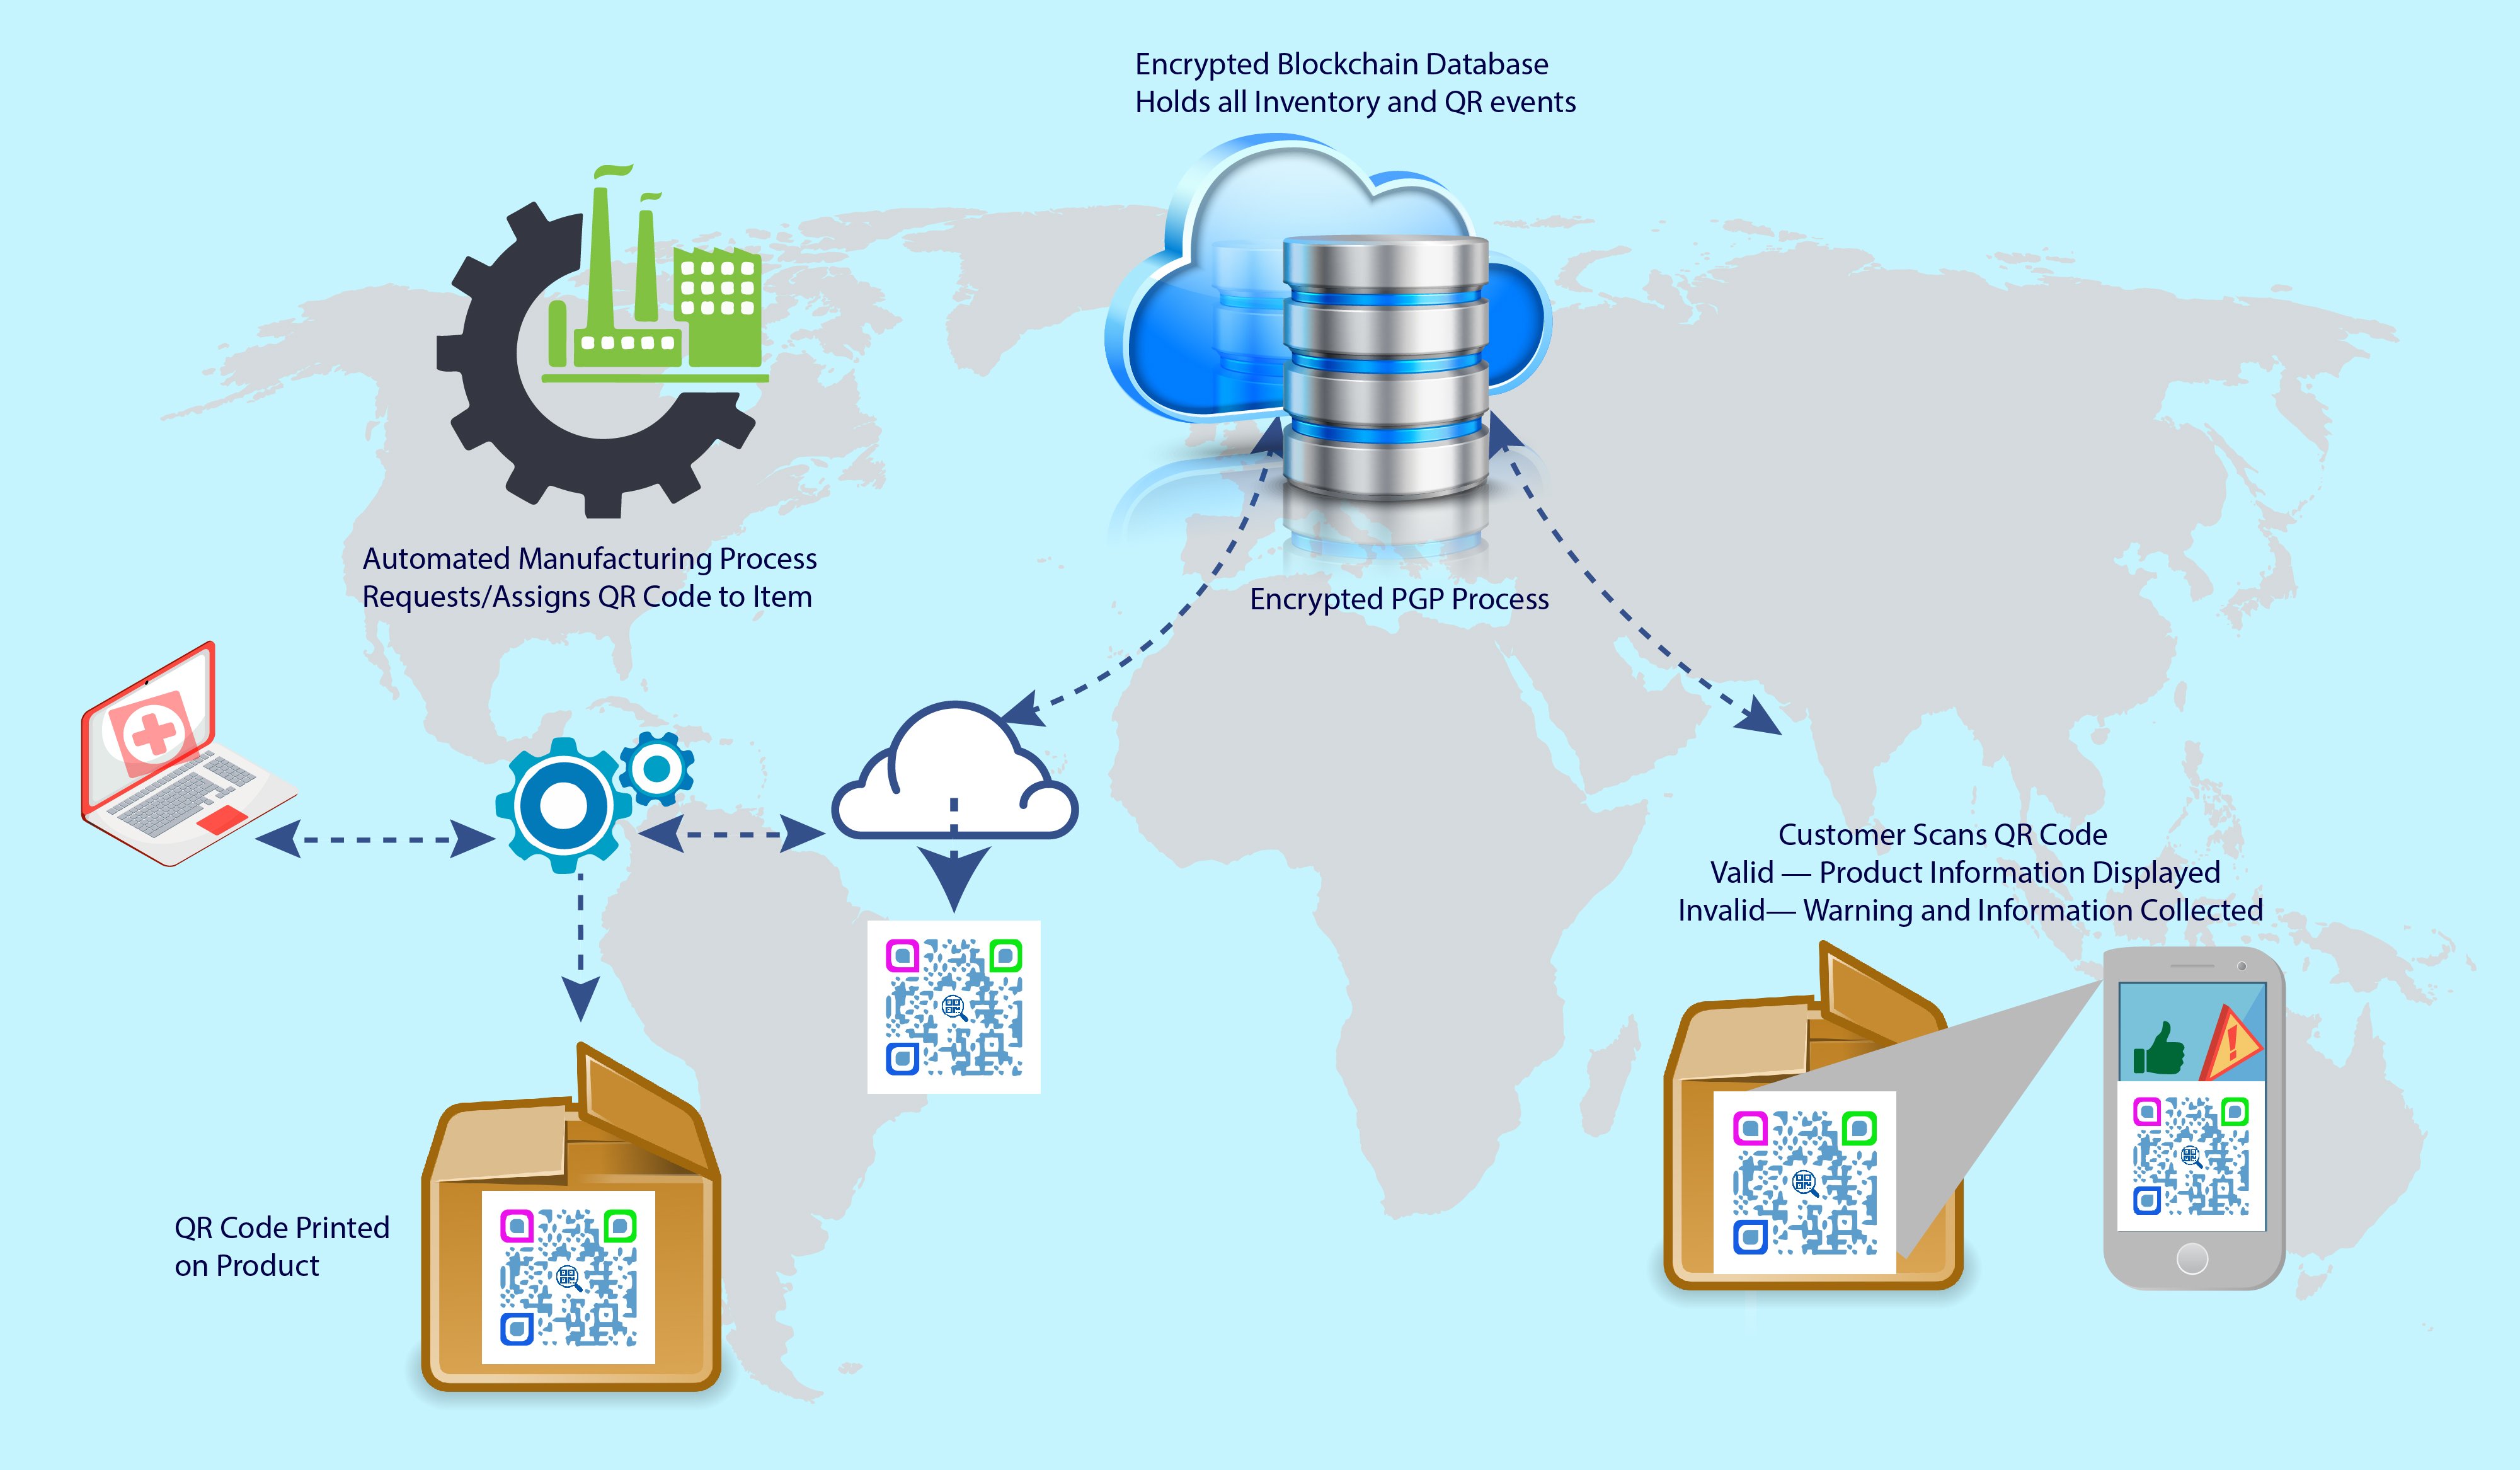 Encrypted Blockchain Database
Holds all Inventory and QR events
Automated Manufacturing Process
Requests/Assigns QR Code to Item
Encrypted PGP Process
Customer Scans QR Code
Valid — Product Information Displayed
Invalid— Warning and Information Collected
QR Code Printed
on Product